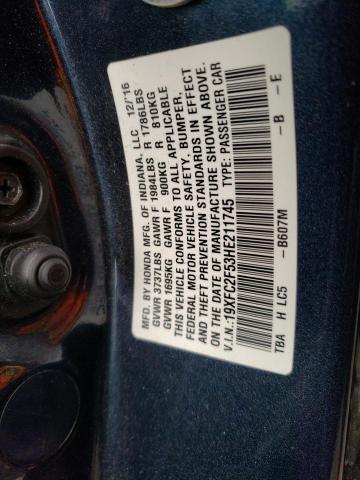 MFD. BY HONDA MFG. OF INDIANA, LLC 12/'16
GVWR 3737LBS GAWR F 1984LBS R 1786LBS
GVWR 1695KG GAWR F 900KG R 810KG
THIS VEHICLE CONFORMS TO ALL APPLICABLE
FEDERAL MOTOR VEHICLE SAFETY, BUMPER,
AND THEFT PREVENTION STANDARDS IN EFFECT
ON THE DATE OF MANUFACTURE SHOWN ABOVE.
V.I.N.:19XFC2F53HE211745 TYPE: PASSENGER CAR
TBA H LC5 -B607M -B -E